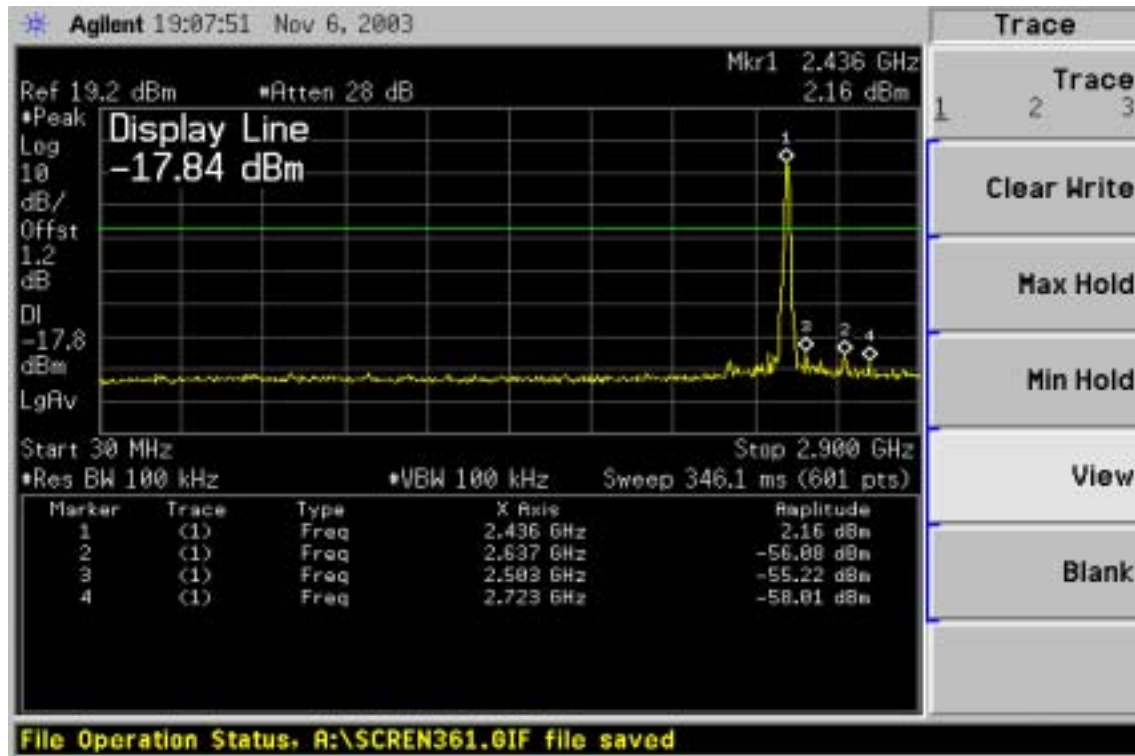 Agilent 19:07:51 Nov 6, 2003
Trace
Mkr1 2.436 GHz
Ref 19.2 dBm #Atten 28 dB 2.16 dBm
#Peak
Log
10
dB/
Offst
1.2
dB
DI
-17.8
dBm
LgAv
Display Line
-17.84 dBm
1
3 2 4
Start 30 MHz Stop 2.900 GHz
#Res BW 100 kHz #VBW 100 kHz Sweep 346.1 ms (601 pts)
Marker Trace Type X Axis Amplitude
1 (1) Freq 2.436 GHz 2.16 dBm
2 (1) Freq 2.637 GHz -56.08 dBm
3 (1) Freq 2.503 GHz -55.22 dBm
4 (1) Freq 2.723 GHz -58.01 dBm
Trace
1 2 3
Clear Write
Max Hold
Min Hold
View
Blank
File Operation Status, A:\SCREN361.GIF file saved